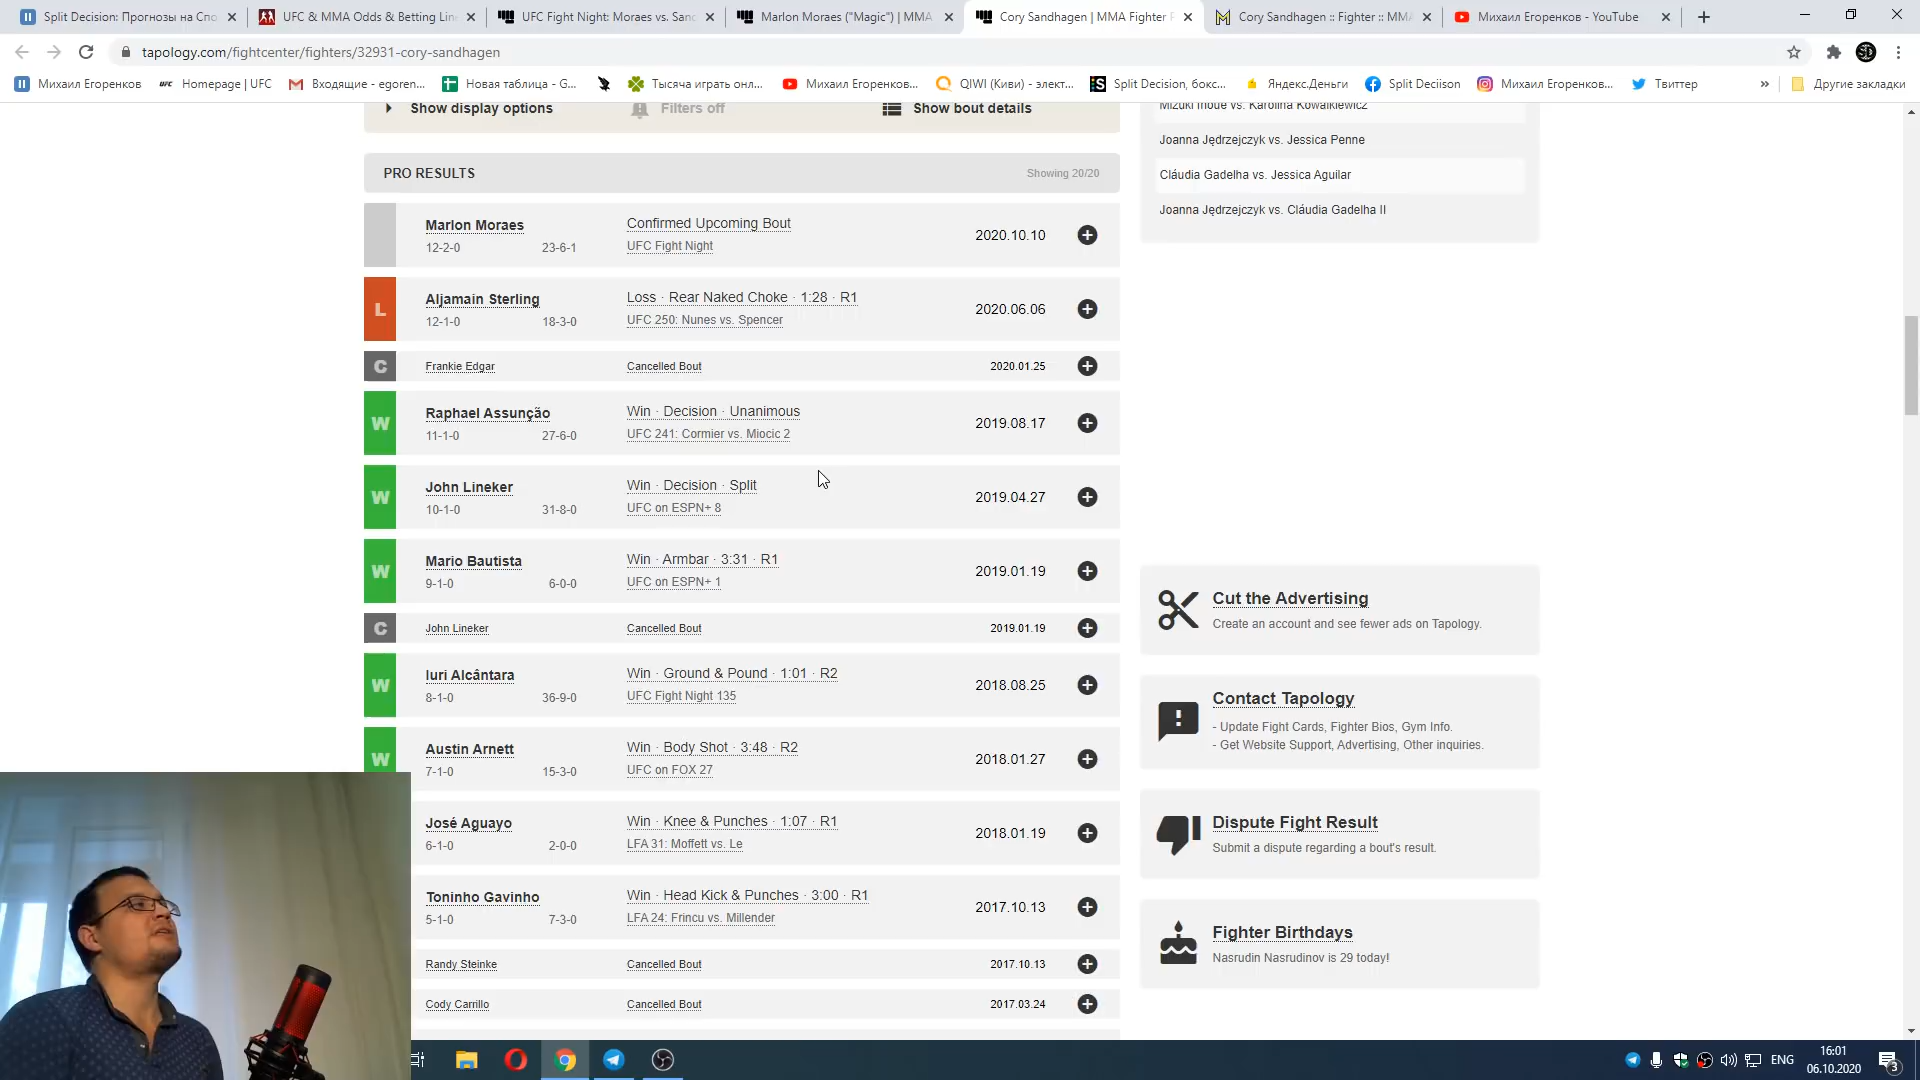 Split Decision: Прогнозы на Спо
UFC & MMA Odds & Betting Line
UFC Fight Night: Moraes vs. Sand
Marlon Moraes ("Magic") | MMA
Cory Sandhagen | MMA Fighter P
Cory Sandhagen :: Fighter :: MMA
Михаил Егоренков - YouTube
tapology.com/fightcenter/fighters/32931-cory-sandhagen
Михаил Егоренков
Homepage | UFC
Входящие - egoren...
Новая таблица - G...
Тысяча играть онл...
Михаил Егоренков...
QIWI (Киви) - элект...
Split Decision, бокс...
Яндекс.Деньги
Split Deciison
Михаил Егоренков...
Твиттер
»
Другие закладки
Show display options
Filters off
Show bout details
PRO RESULTS
Showing 20/20
Marlon Moraes
Confirmed Upcoming Bout
2020.10.10
12-2-0
23-6-1
UFC Fight Night
L
Aljamain Sterling
Loss · Rear Naked Choke · 1:28 · R1
2020.06.06
12-1-0
18-3-0
UFC 250: Nunes vs. Spencer
C
Frankie Edgar
Cancelled Bout
2020.01.25
W
Raphael Assunção
Win · Decision · Unanimous
2019.08.17
11-1-0
27-6-0
UFC 241: Cormier vs. Miocic 2
W
John Lineker
Win · Decision · Split
2019.04.27
10-1-0
31-8-0
UFC on ESPN+ 8
W
Mario Bautista
Win · Armbar · 3:31 · R1
2019.01.19
9-1-0
6-0-0
UFC on ESPN+ 1
C
John Lineker
Cancelled Bout
2019.01.19
W
Iuri Alcântara
Win · Ground & Pound · 1:01 · R2
2018.08.25
8-1-0
36-9-0
UFC Fight Night 135
W
Austin Arnett
Win · Body Shot · 3:48 · R2
2018.01.27
7-1-0
15-3-0
UFC on FOX 27
José Aguayo
Win · Knee & Punches · 1:07 · R1
2018.01.19
6-1-0
2-0-0
LFA 31: Moffett vs. Le
Toninho Gavinho
Win · Head Kick & Punches · 3:00 · R1
2017.10.13
5-1-0
7-3-0
LFA 24: Frincu vs. Millender
Randy Steinke
Cancelled Bout
2017.10.13
Cody Carrillo
Cancelled Bout
2017.03.24
Mizuki Inoue vs. Karolina Kowalkiewicz
Joanna Jędrzejczyk vs. Jessica Penne
Cláudia Gadelha vs. Jessica Aguilar
Joanna Jędrzejczyk vs. Cláudia Gadelha II
Cut the Advertising
Create an account and see fewer ads on Tapology.
Contact Tapology
- Update Fight Cards, Fighter Bios, Gym Info.
- Get Website Support, Advertising, Other inquiries.
Dispute Fight Result
Submit a dispute regarding a bout's result.
Fighter Birthdays
Nasrudin Nasrudinov is 29 today!
ENG
16:01
06.10.2020
3